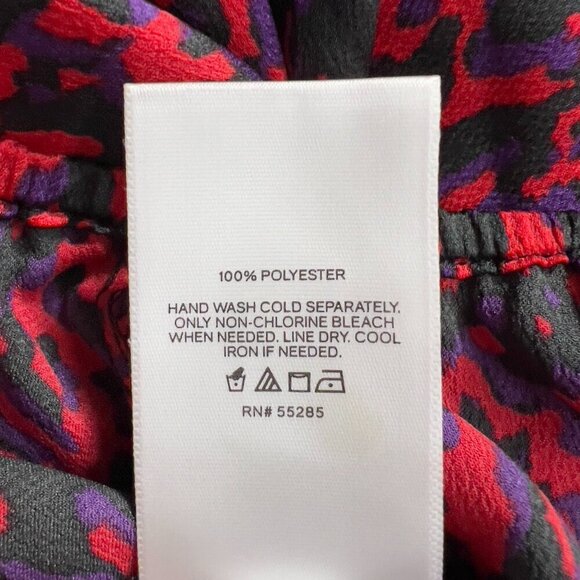 100% POLYESTER
HAND WASH COLD SEPARATELY.
ONLY NON-CHLORINE BLEACH
WHEN NEEDED. LINE DRY. COOL
IRON IF NEEDED.
RN# 55285